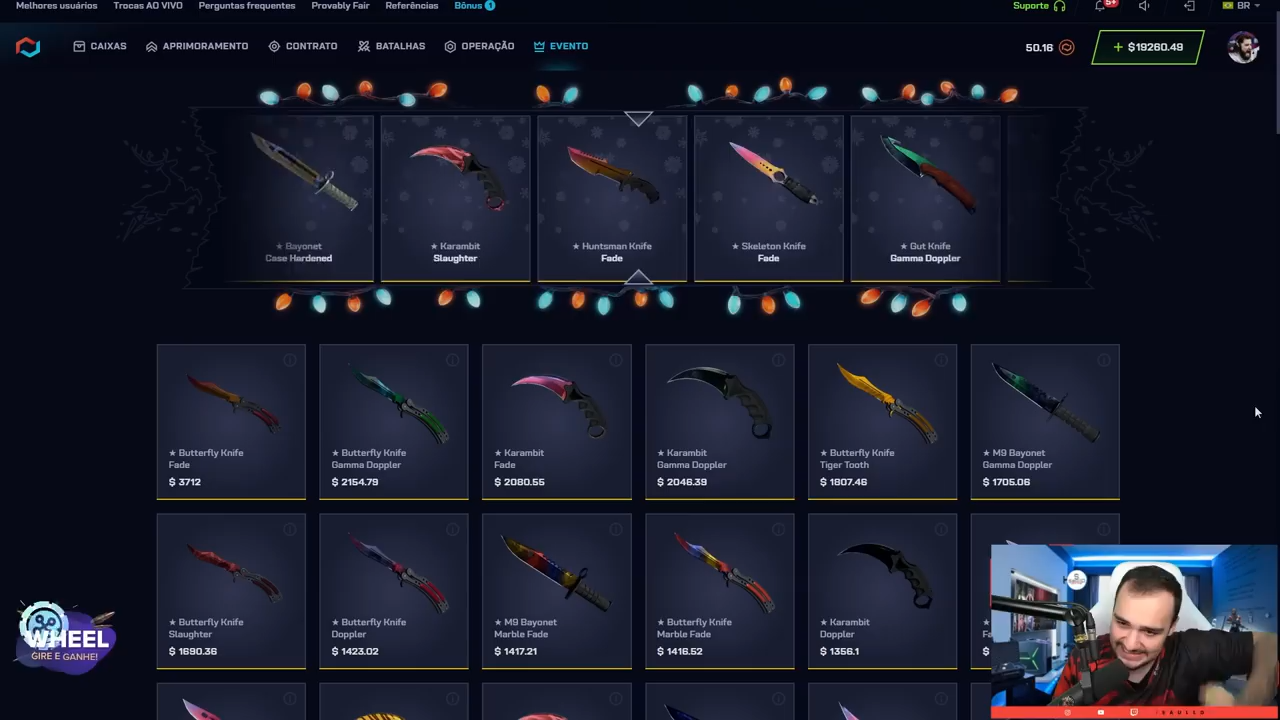 Melhores usuários
Trocas AO VIVO
Perguntas frequentes
Provably Fair
Referências
Bônus 1
Suporte
5+
BR
CAIXAS
APRIMORAMENTO
CONTRATO
BATALHAS
OPERAÇÃO
EVENTO
50.16
+ $19260.49
★ Bayonet
Case Hardened
★ Karambit
Slaughter
★ Huntsman Knife
Fade
★ Skeleton Knife
Fade
★ Gut Knife
Gamma Doppler
★ Butterfly Knife
Fade
$ 3712
★ Butterfly Knife
Gamma Doppler
$ 2154.79
★ Karambit
Fade
$ 2080.55
★ Karambit
Gamma Doppler
$ 2046.39
★ Butterfly Knife
Tiger Tooth
$ 1807.46
★ M9 Bayonet
Gamma Doppler
$ 1705.06
★ Butterfly Knife
Slaughter
$ 1690.36
★ Butterfly Knife
Doppler
$ 1423.02
★ M9 Bayonet
Marble Fade
$ 1417.21
★ Butterfly Knife
Marble Fade
$ 1416.52
★ Karambit
Doppler
$ 1356.1
WHEEL
GIRE E GANHE!